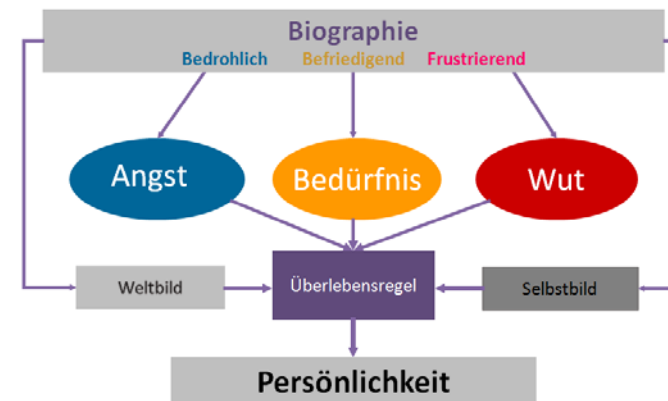 Biographie
Bedrohlich Befriedigend Frustrierend
Angst Bedürfnis Wut
Weltbild Überlebensregel Selbstbild
Persönlichkeit